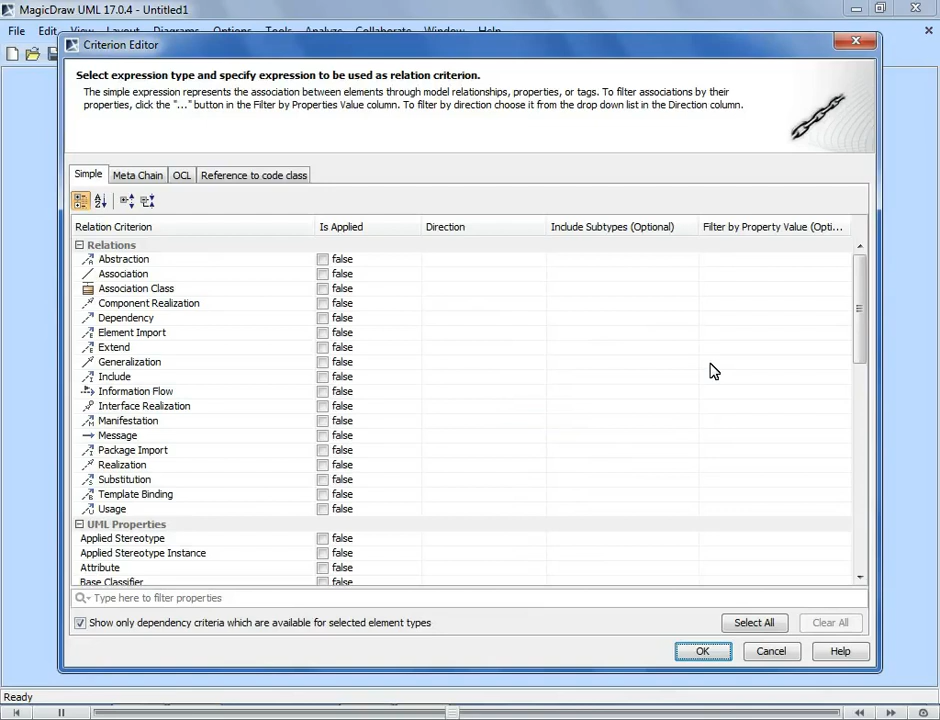 MagicDraw UML 17.0.4 - Untitled1
File Edit View Layout Options Tools Analyze Collaborate Window Help
Criterion Editor
Select expression type and specify expression to be used as relation criterion.
The simple expression represents the association between elements through model relationships, properties, or tags. To filter associations by their
properties, click the "..." button in the Filter by Properties Value column. To filter by direction choose it from the drop down list in the Direction column.
Simple Meta Chain OCL Reference to code class
Relation Criterion Is Applied Direction Include Subtypes (Optional) Filter by Property Value (Opti...
Relations
Abstraction false
Association false
Association Class false
Component Realization false
Dependency false
Element Import false
Extend false
Generalization false
Include false
Information Flow false
Interface Realization false
Manifestation false
Message false
Package Import false
Realization false
Substitution false
Template Binding false
Usage false
UML Properties
Applied Stereotype false
Applied Stereotype Instance false
Attribute false
Base Classifier false
Type here to filter properties
Show only dependency criteria which are available for selected element types Select All Clear All
OK Cancel Help
Ready